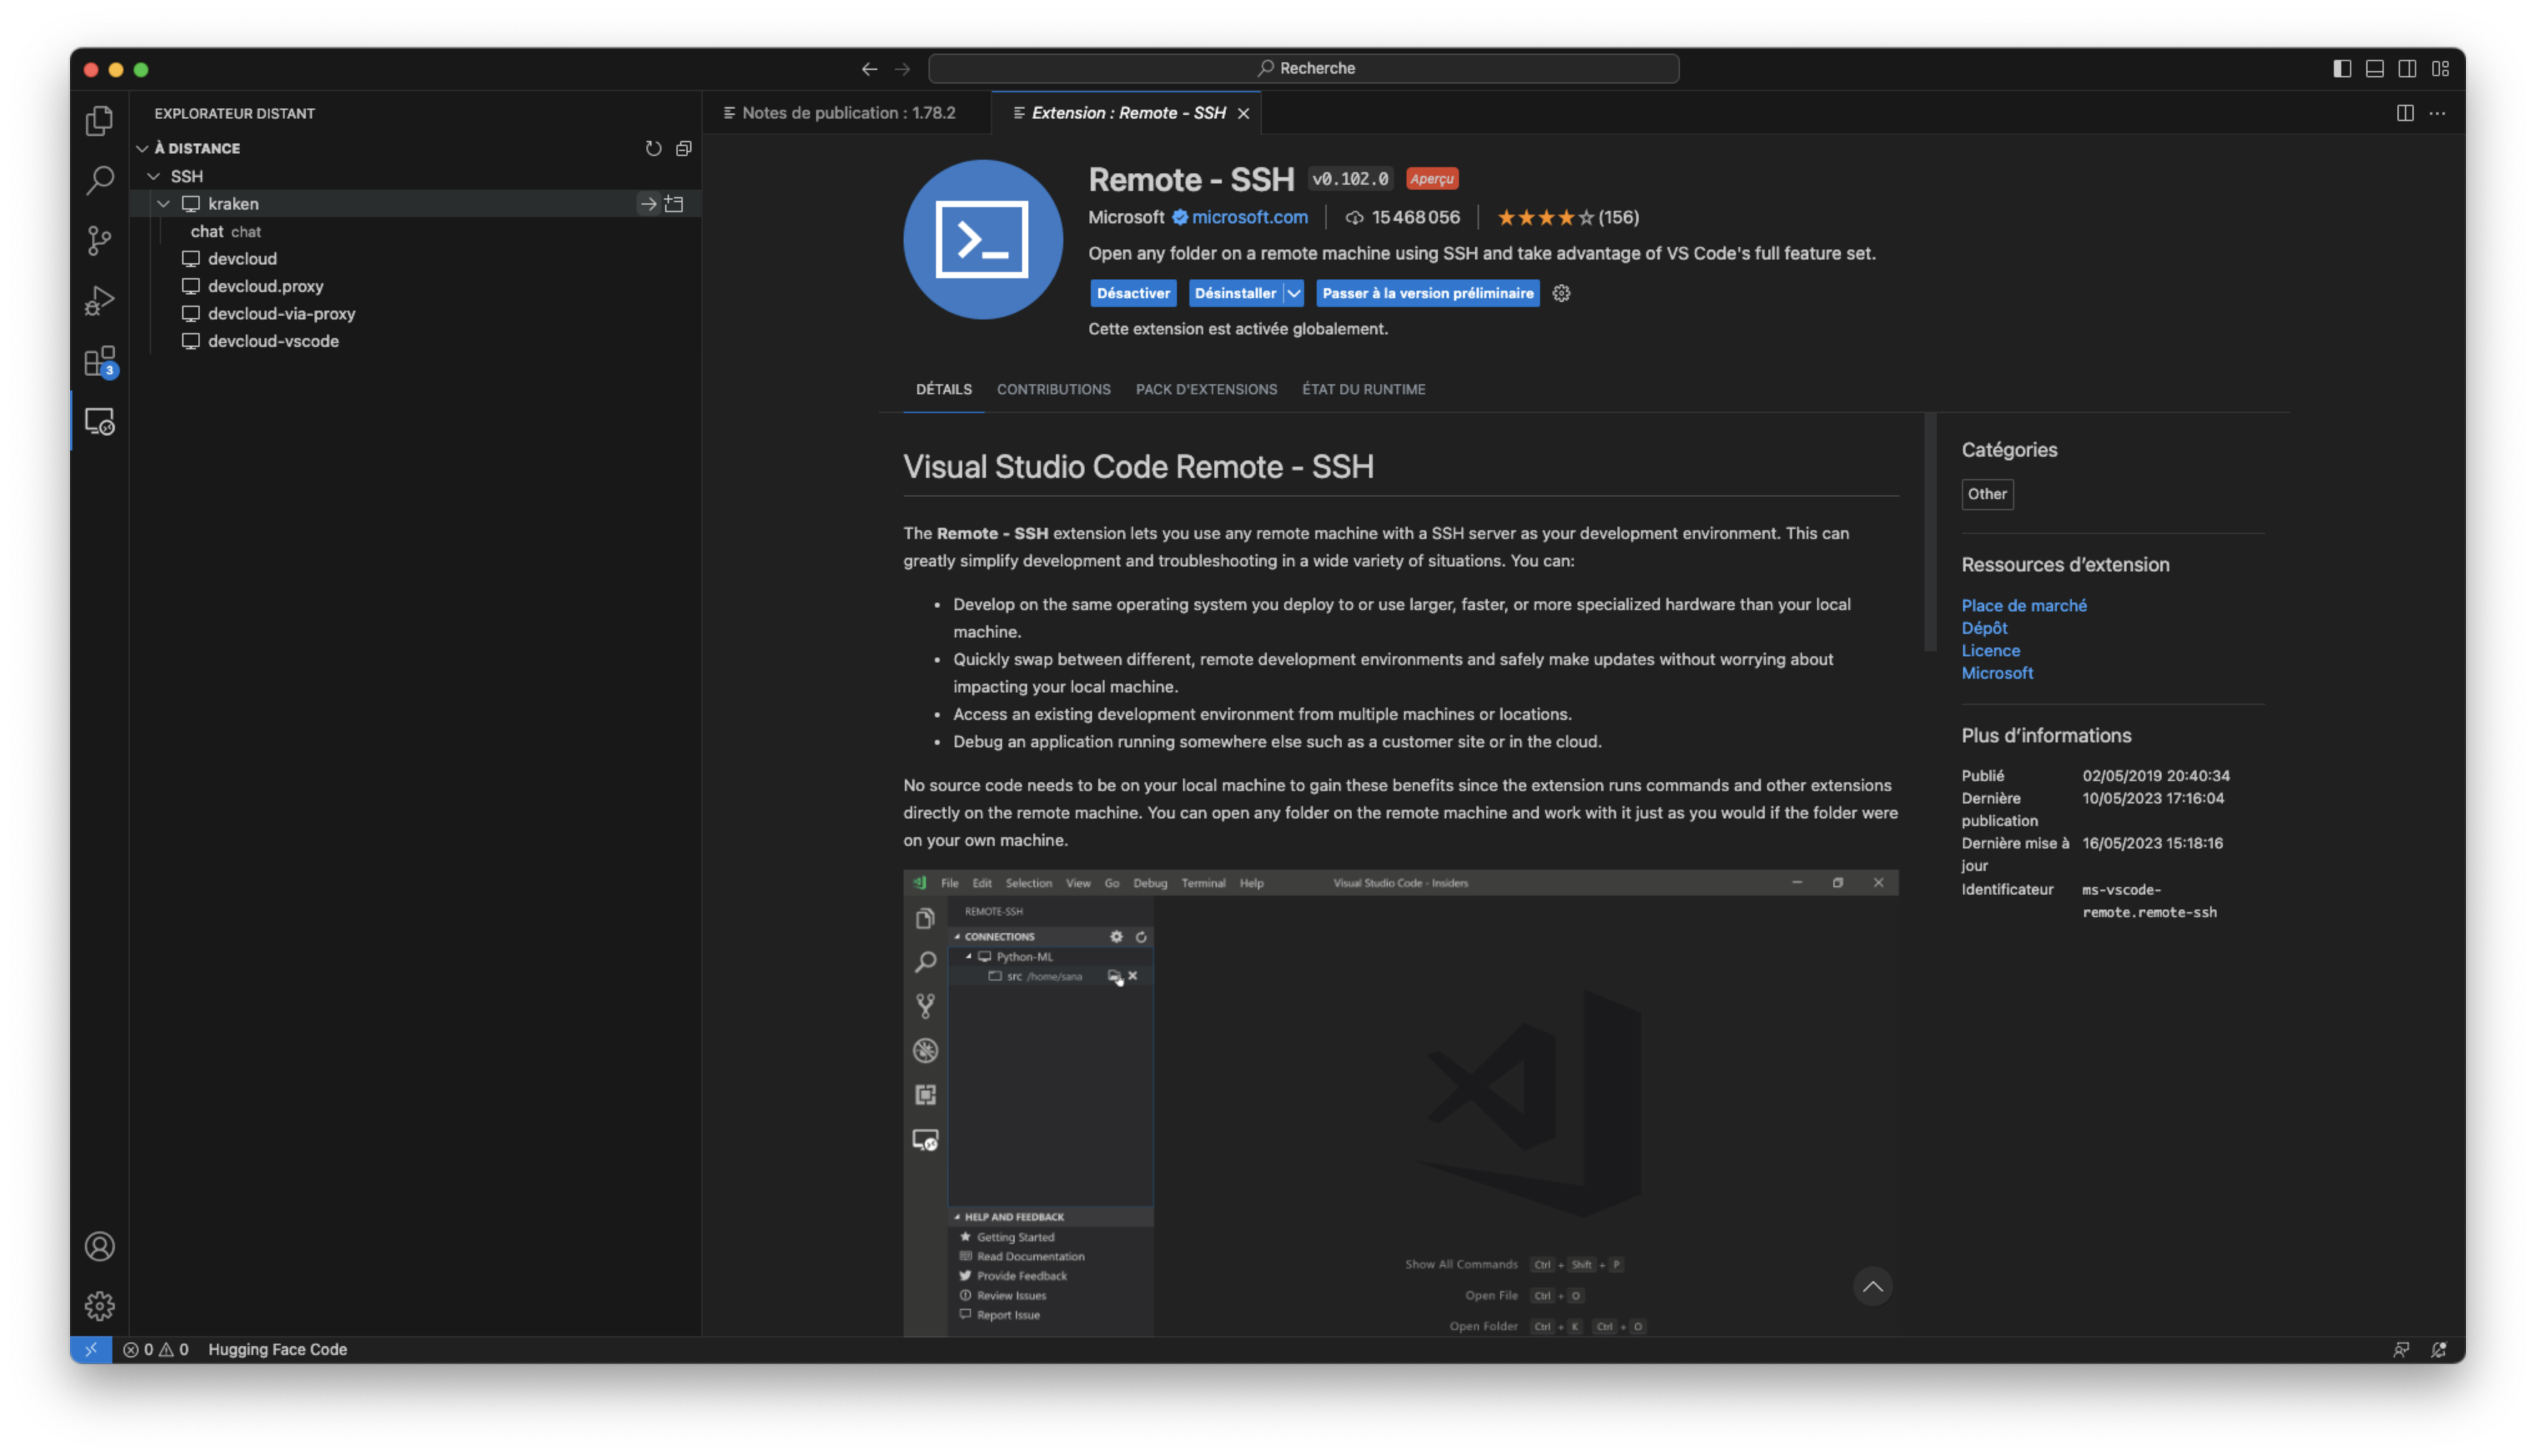 Recherche
EXPLORATEUR DISTANT
À DISTANCE
SSH
kraken
chat chat
devcloud
devcloud.proxy
devcloud-via-proxy
devcloud-vscode
3
Notes de publication : 1.78.2
Extension : Remote - SSH
Remote - SSH v0.102.0 Aperçu
Microsoft microsoft.com 15 468 056 (156)
Open any folder on a remote machine using SSH and take advantage of VS Code's full feature set.
Désactiver Désinstaller Passer à la version préliminaire
Cette extension est activée globalement.
DÉTAILS CONTRIBUTIONS PACK D'EXTENSIONS ÉTAT DU RUNTIME
Visual Studio Code Remote - SSH
The Remote - SSH extension lets you use any remote machine with a SSH server as your development environment. This can
greatly simplify development and troubleshooting in a wide variety of situations. You can:
• Develop on the same operating system you deploy to or use larger, faster, or more specialized hardware than your local
machine.
• Quickly swap between different, remote development environments and safely make updates without worrying about
impacting your local machine.
• Access an existing development environment from multiple machines or locations.
• Debug an application running somewhere else such as a customer site or in the cloud.
No source code needs to be on your local machine to gain these benefits since the extension runs commands and other extensions
directly on the remote machine. You can open any folder on the remote machine and work with it just as you would if the folder were
on your own machine.
File Edit Selection View Go Debug Terminal Help Visual Studio Code - Insiders
REMOTE-SSH
CONNECTIONS
Python-ML
src /home/sana
HELP AND FEEDBACK
Getting Started
Read Documentation
Provide Feedback
Review Issues
Report Issue
Show All Commands Ctrl + Shift + P
Open File Ctrl + O
Open Folder Ctrl + K Ctrl + O
Catégories
Other
Ressources d'extension
Place de marché
Dépôt
Licence
Microsoft
Plus d'informations
Publié 02/05/2019 20:40:34
Dernière 10/05/2023 17:16:04
publication
Dernière mise à 16/05/2023 15:18:16
jour
Identificateur ms-vscode-
remote.remote-ssh
0 0 Hugging Face Code